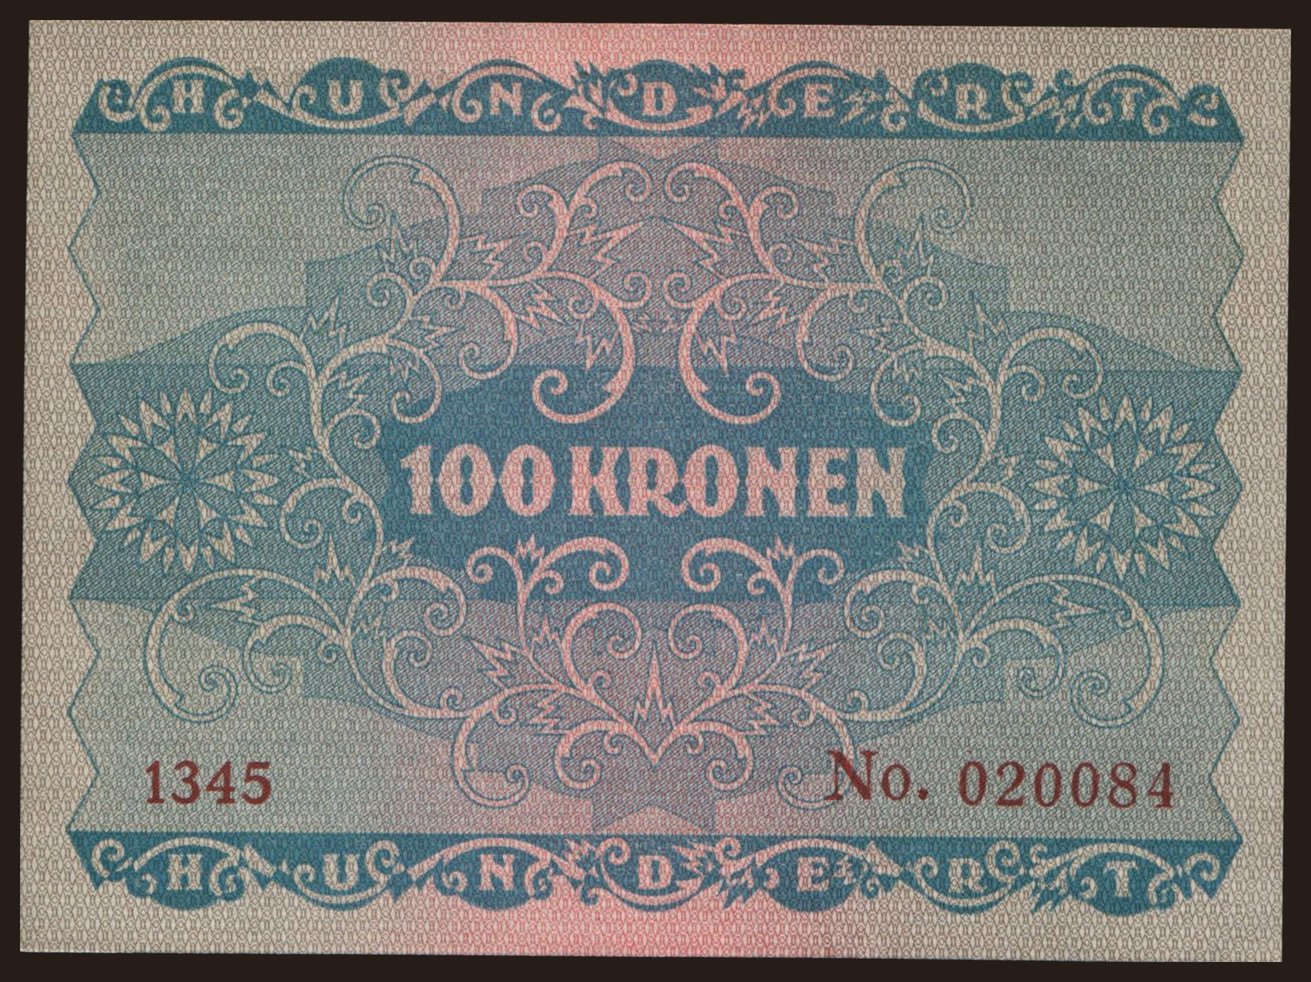 HUNDERT
100 KRONEN
1345
No. 020084
HUNDERT